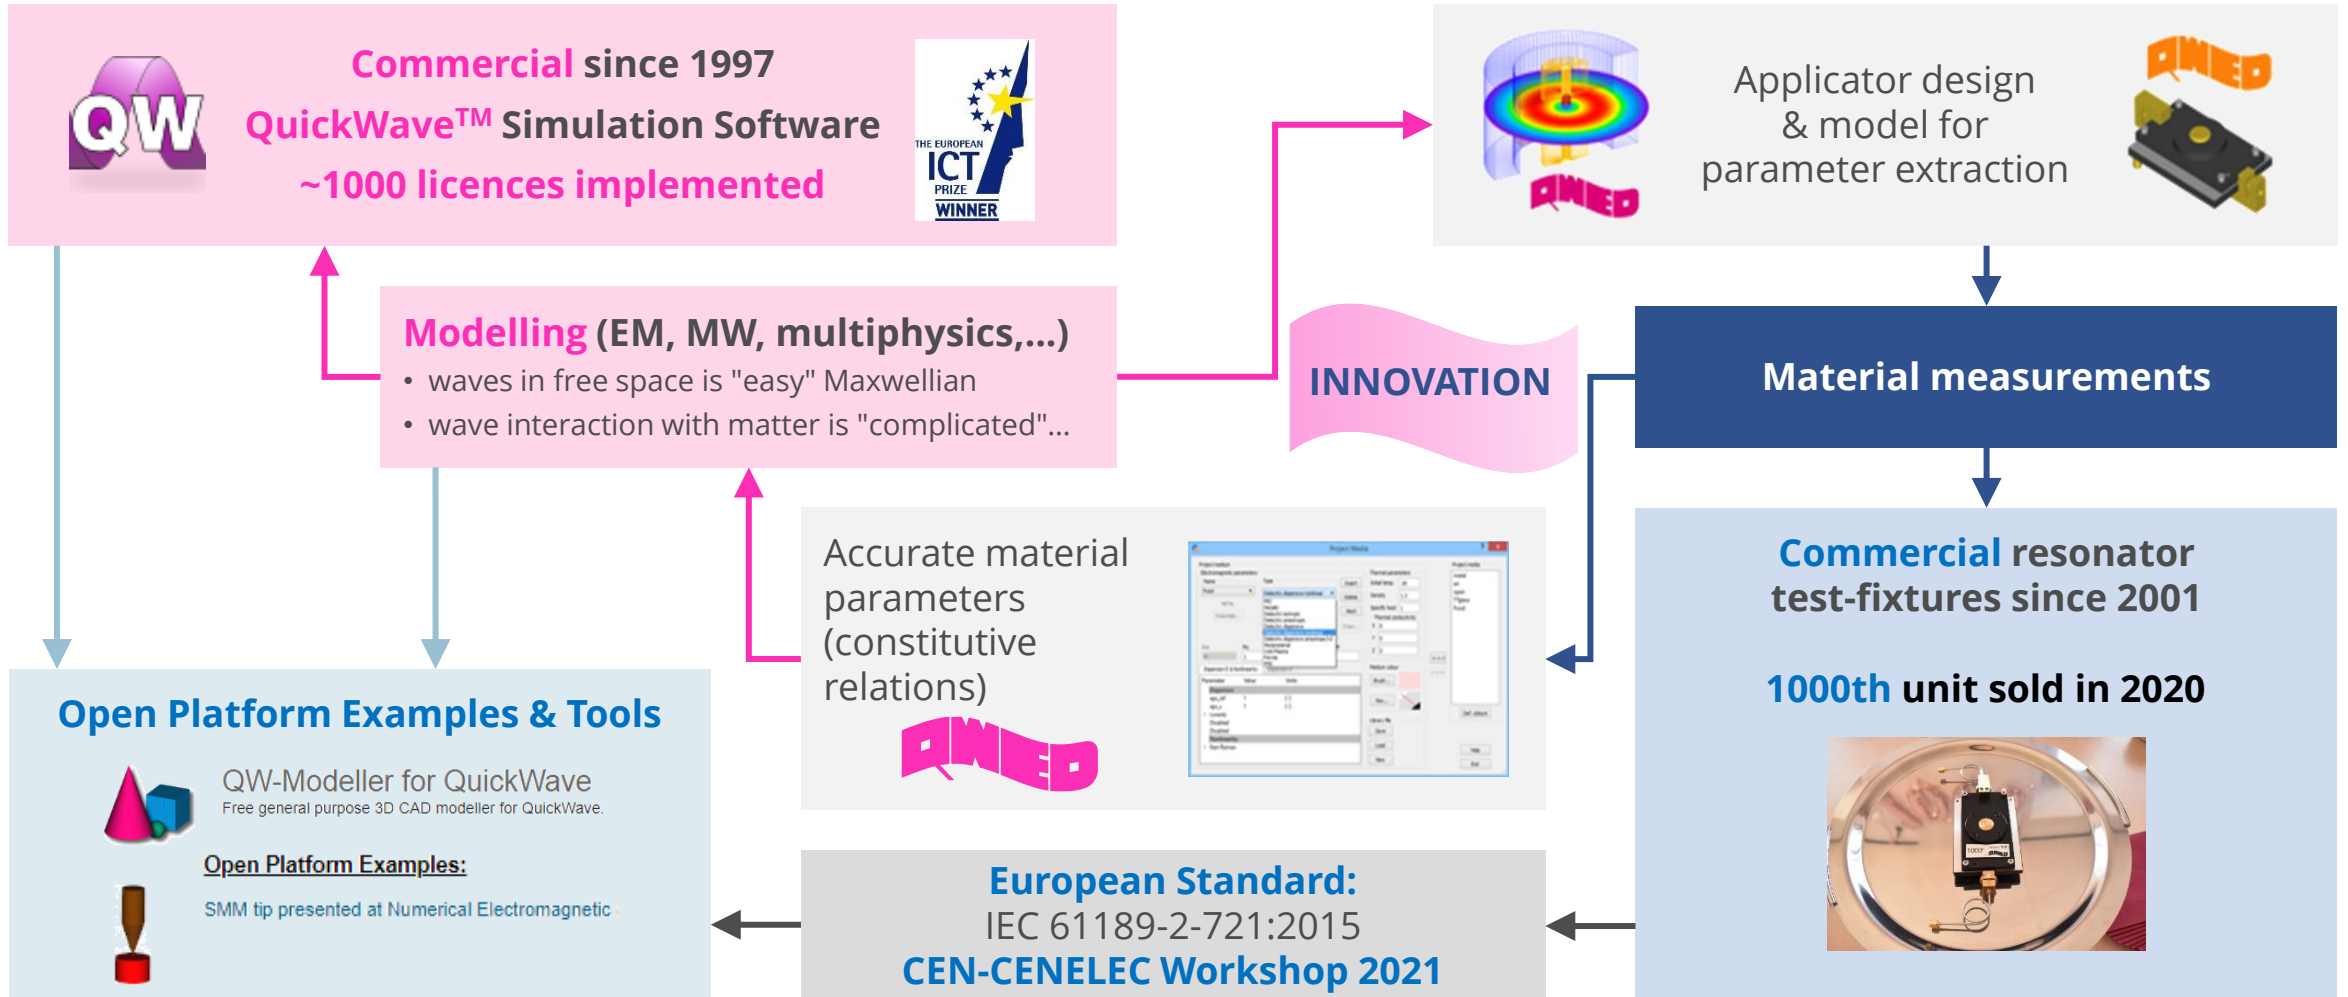 QW
Commercial since 1997
QuickWave™ Simulation Software
~1000 licences implemented
THE EUROPEAN
ICT
PRIZE
WINNER
QWED
Applicator design
& model for
parameter extraction
QWED
Modelling (EM, MW, multiphysics,...)
• waves in free space is "easy" Maxwellian
• wave interaction with matter is "complicated"...
INNOVATION
Material measurements
Accurate material
parameters
(constitutive
relations)
QWED
Project Media
Commercial resonator
test-fixtures since 2001
1000th unit sold in 2020
Open Platform Examples & Tools
QW-Modeller for QuickWave
Free general purpose 3D CAD modeller for QuickWave.
Open Platform Examples:
SMM tip presented at Numerical Electromagnetic
European Standard:
IEC 61189-2-721:2015
CEN-CENELEC Workshop 2021